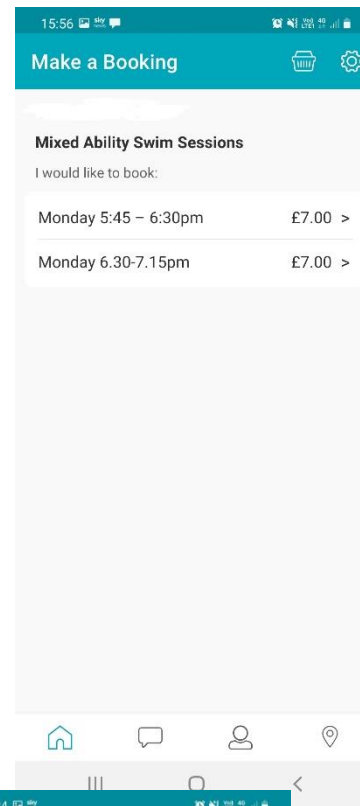 15:56 sky
Make a Booking
Mixed Ability Swim Sessions
I would like to book:
Monday 5:45 – 6:30pm £7.00 >
Monday 6.30-7.15pm £7.00 >